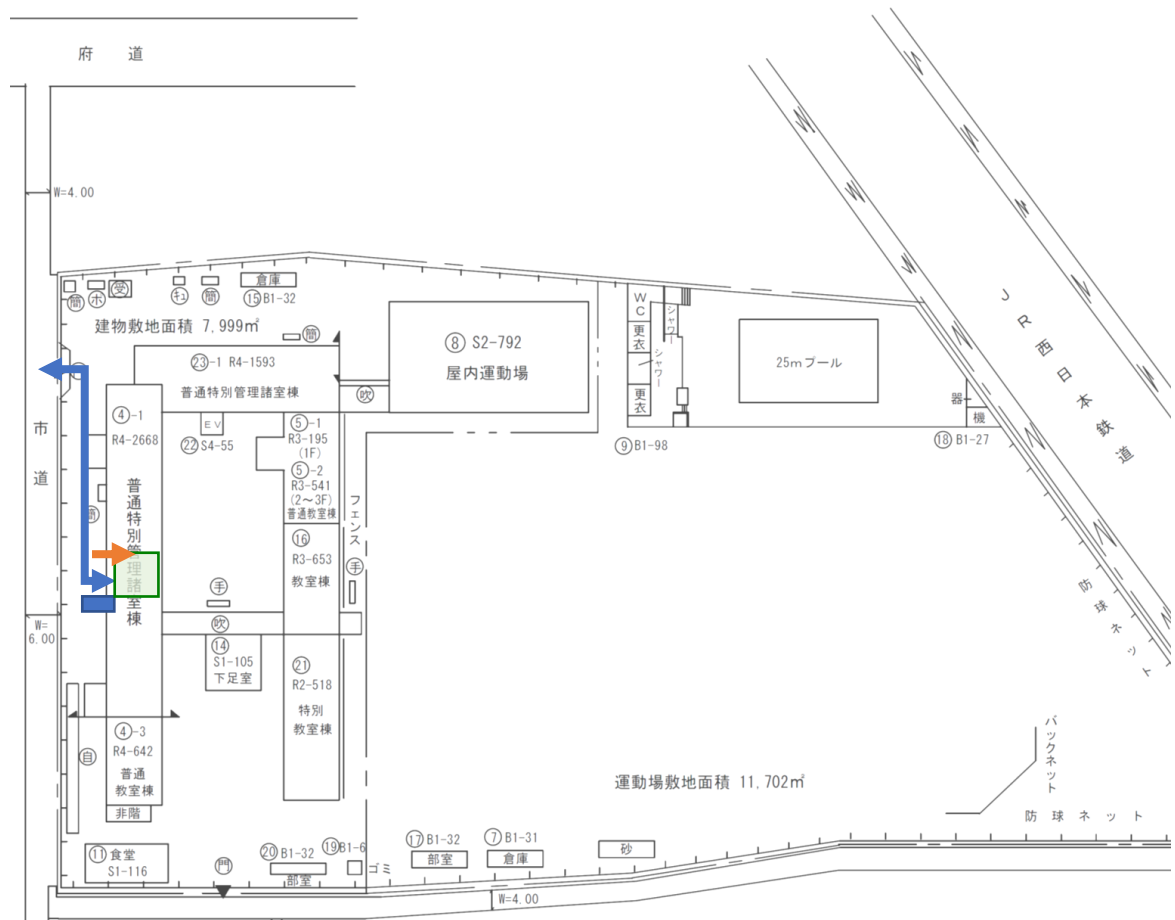 府 道
W=4.00
倉庫
簡 ボ 受 キュ 簡 ⑮B1-32
建物敷地面積 7,999㎡
簡
㉓-1 R4-1593
普通特別管理諸室棟
⑧ S2-792
屋内運動場
吹
WC
更衣
シャワー
シャワー
更衣
25mプール
器
機
⑨B1-98
⑱B1-27
JR西日本鉄道
市道
④-1
R4-2668
普通特別管理諸室棟
簡
EV
㉒S4-55
⑤-1
R3-195
(1F)
⑤-2
R3-541
(2~3F)
普通教室棟
フェンス
⑯
R3-653
教室棟
手
手
吹
W=
6.00
⑭
S1-105
下足室
㉑
R2-518
特別
教室棟
④-3
R4-642
普通
教室棟
自
非階
⑪食堂
S1-116
門
⑳B1-32
部室
⑲B1-6
ゴミ
⑰B1-32
部室
⑦B1-31
倉庫
砂
W=4.00
運動場敷地面積 11,702㎡
防球ネット
バックネット
防球ネット